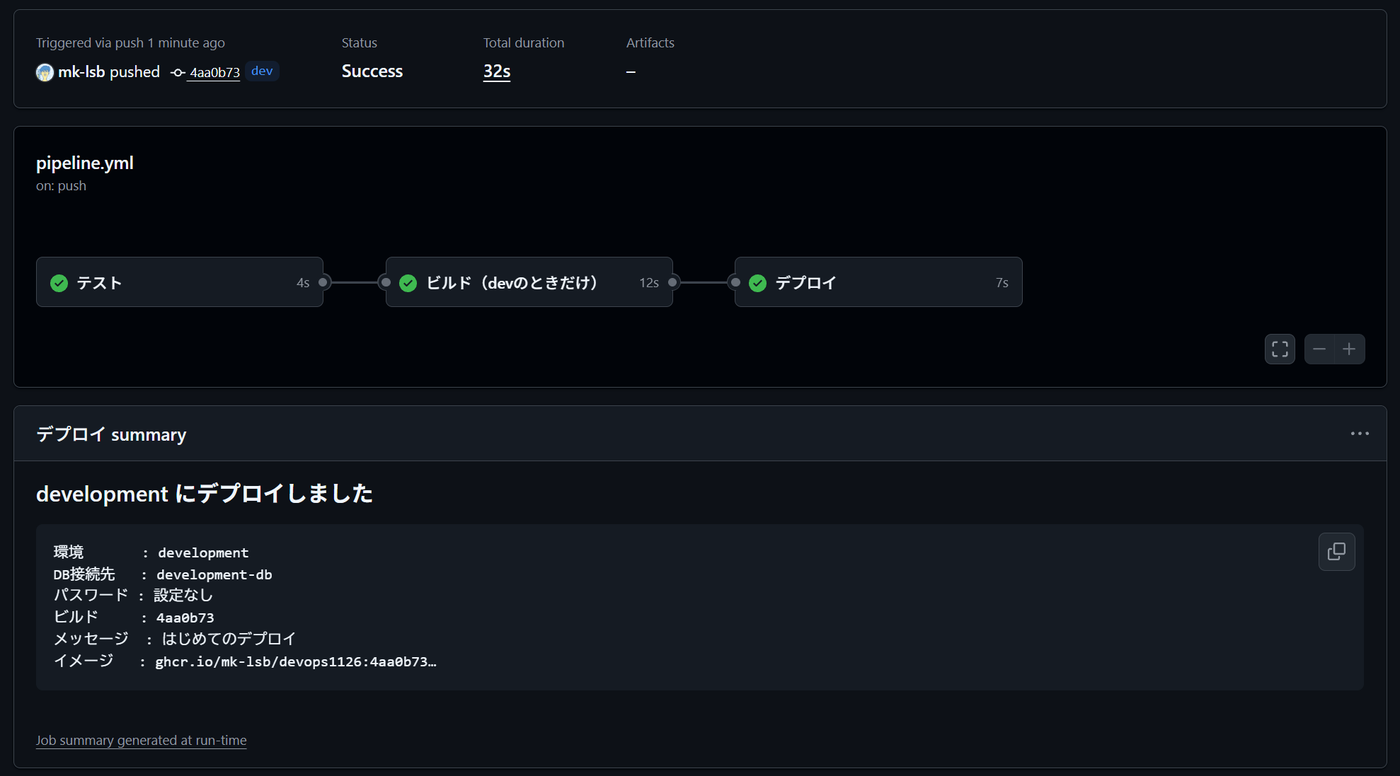 Triggered via push 1 minute ago
mk-lsb pushed 4aa0b73 dev
Status
Success
Total duration
32s
Artifacts
–
pipeline.yml
on: push
テスト 4s
ビルド（devのときだけ） 12s
デプロイ 7s
デプロイ summary
development にデプロイしました
環境 : development
DB接続先 : development-db
パスワード : 設定なし
ビルド : 4aa0b73
メッセージ : はじめてのデプロイ
イメージ : ghcr.io/mk-lsb/devops1126:4aa0b73…
Job summary generated at run-time